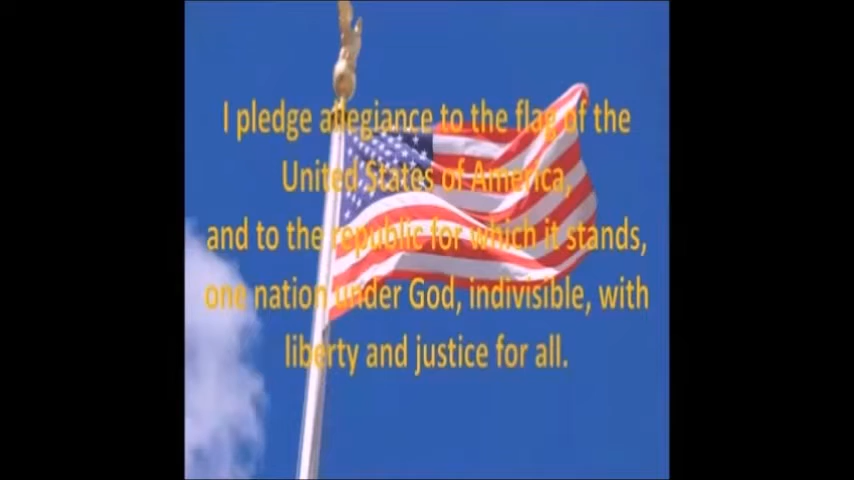 I pledge allegiance to the flag of the
United States of America,
and to the republic for which it stands,
one nation under God, indivisible, with
liberty and justice for all.